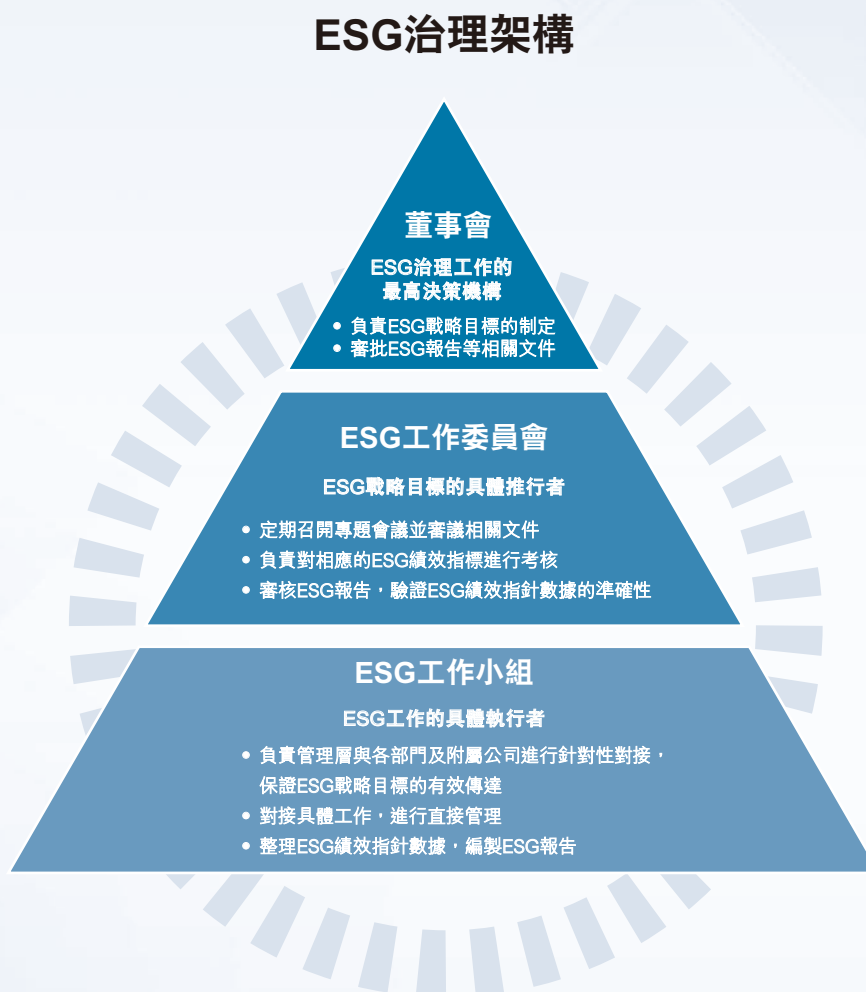 ESG治理架構
董事會
ESG治理工作的
最高決策機構
• 負責ESG戰略目標的制定
• 審批ESG報告等相關文件
ESG工作委員會
ESG戰略目標的具體推行者
• 定期召開專題會議並審議相關文件
• 負責對相應的ESG績效指標進行考核
• 審核ESG報告，驗證ESG績效指針數據的準確性
ESG工作小組
ESG工作的具體執行者
• 負責管理層與各部門及附屬公司進行針對性對接，
保證ESG戰略目標的有效傳達
• 對接具體工作，進行直接管理
• 整理ESG績效指針數據，編製ESG報告